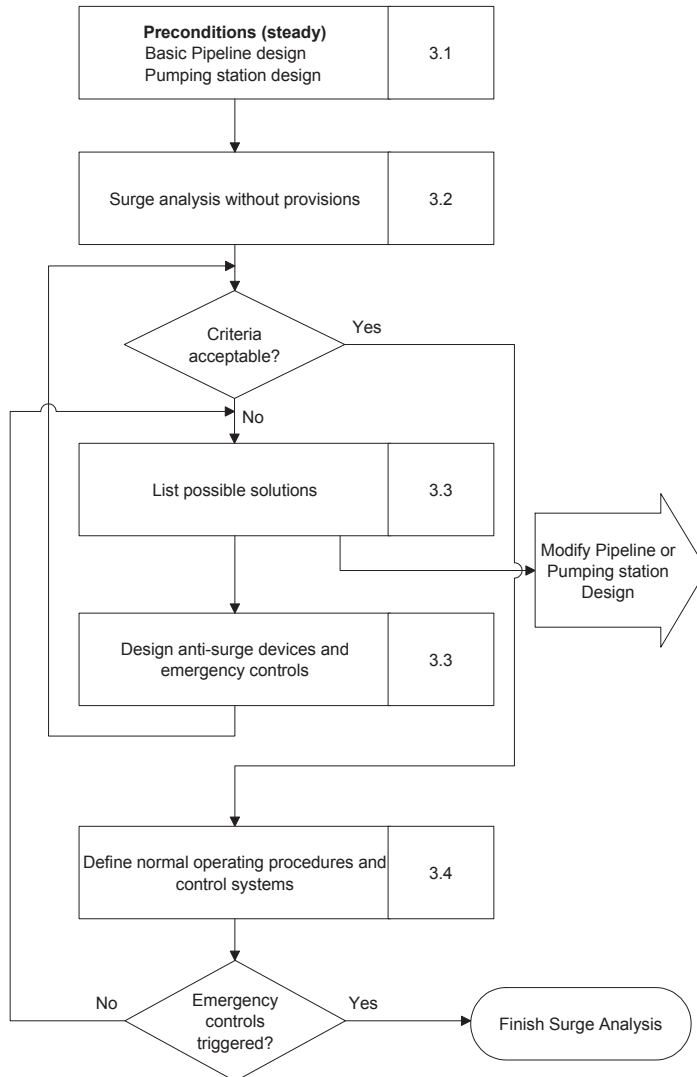 Preconditions (steady)
Basic Pipeline design
Pumping station design
3.1
Surge analysis without provisions
3.2
Criteria
acceptable?
Yes
No
List possible solutions
3.3
Modify Pipeline or
Pumping station
Design
Design anti-surge devices and
emergency controls
3.3
Define normal operating procedures and
control systems
3.4
No
Emergency
controls
triggered?
Yes
Finish Surge Analysis